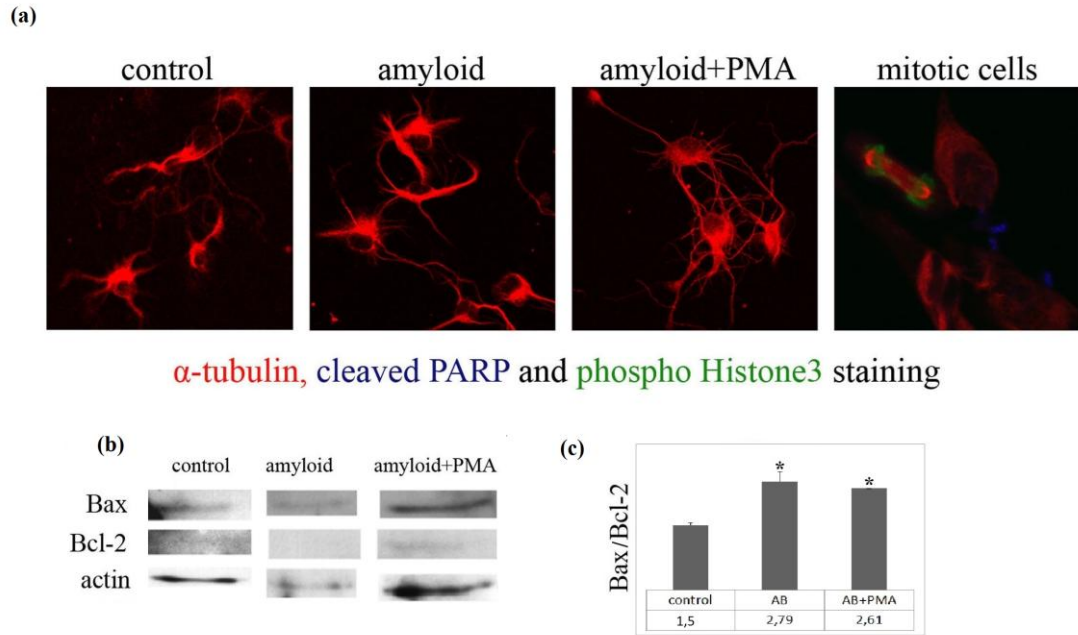 (a)
control amyloid amyloid+PMA mitotic cells
α-tubulin, cleaved PARP and phospho Histone3 staining
(b)
control amyloid amyloid+PMA
Bax
Bcl-2
actin
(c)
Bax/Bcl-2
* *
control AB AB+PMA
1,5 2,79 2,61